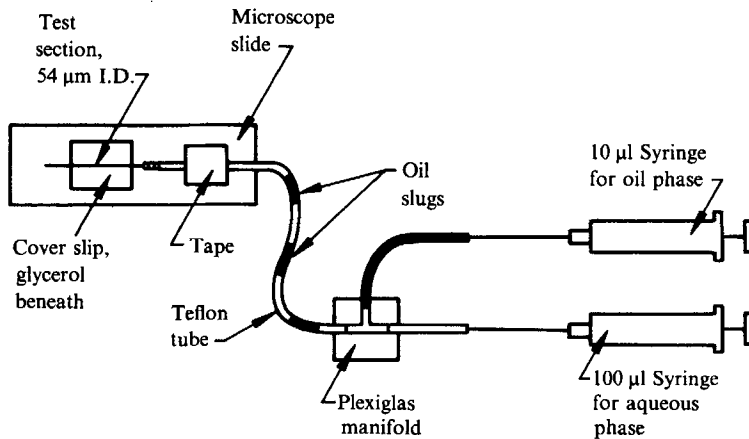 Test
section,
54 μm I.D.
Microscope
slide
Oil
slugs
10 μl Syringe
for oil phase
Cover slip,
glycerol
beneath
Tape
Teflon
tube
Plexiglas
manifold
100 μl Syringe
for aqueous
phase